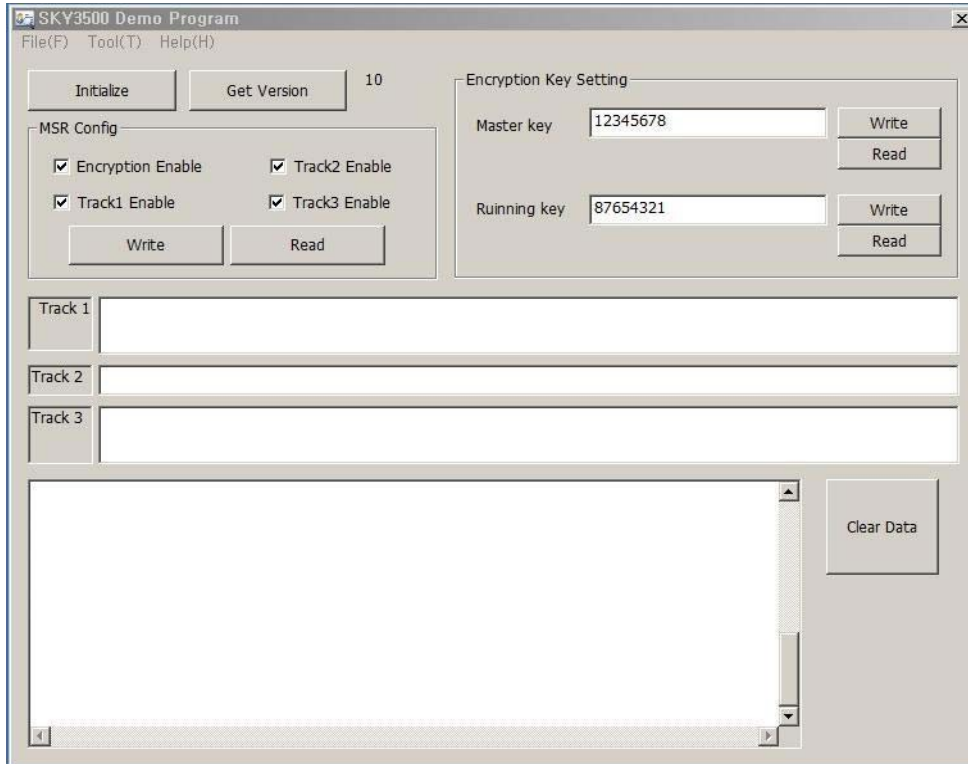 SKY3500 Demo Program
File(F) Tool(T) Help(H)
Initialize
Get Version
10
MSR Config
Encryption Enable
Track2 Enable
Track1 Enable
Track3 Enable
Write
Read
Encryption Key Setting
Master key
12345678
Write
Read
Ruinning key
87654321
Write
Read
Track 1
Track 2
Track 3
Clear Data